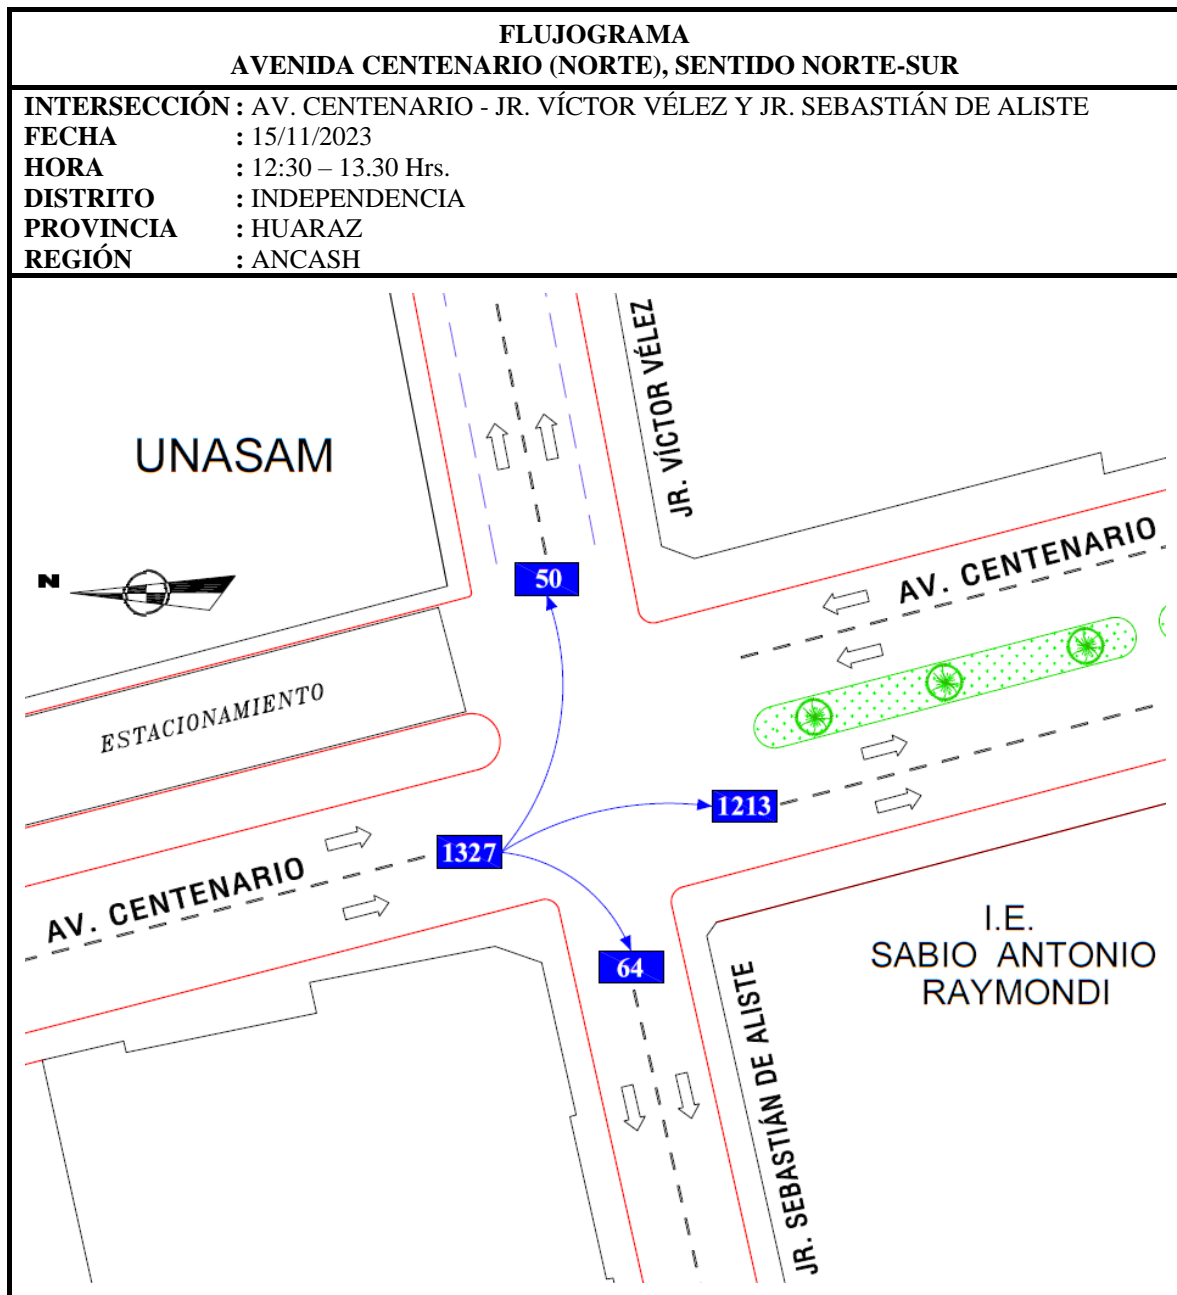 FLUJOGRAMA
AVENIDA CENTENARIO (NORTE), SENTIDO NORTE-SUR
INTERSECCIÓN : AV. CENTENARIO - JR. VÍCTOR VÉLEZ Y JR. SEBASTIÁN DE ALISTE
FECHA : 15/11/2023
HORA : 12:30 – 13.30 Hrs.
DISTRITO : INDEPENDENCIA
PROVINCIA : HUARAZ
REGIÓN : ANCASH
JR. VÍCTOR VÉLEZ
UNASAM
AV. CENTENARIO
N
50
ESTACIONAMIENTO
1213
1327
AV. CENTENARIO
64
I.E.
SABIO ANTONIO
RAYMONDI
JR. SEBASTIÁN DE ALISTE